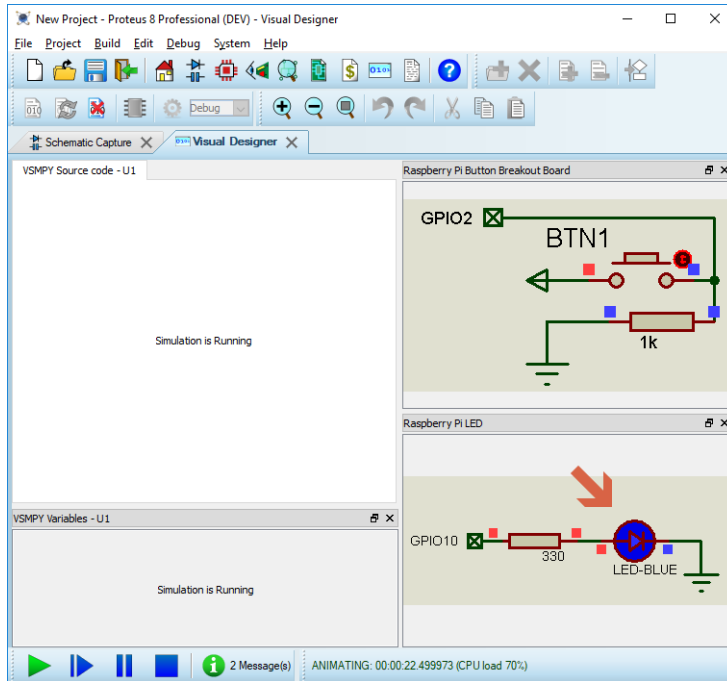 New Project - Proteus 8 Professional (DEV) - Visual Designer
File Project Build Edit Debug System Help
Debug
Schematic Capture
Visual Designer
VSMPY Source code - U1
Simulation is Running
VSMPY Variables - U1
Simulation is Running
Raspberry Pi Button Breakout Board
GPIO2
BTN1
1k
Raspberry Pi LED
GPIO10
330
LED-BLUE
2 Message(s)
ANIMATING: 00:00:22.499973 (CPU load 70%)